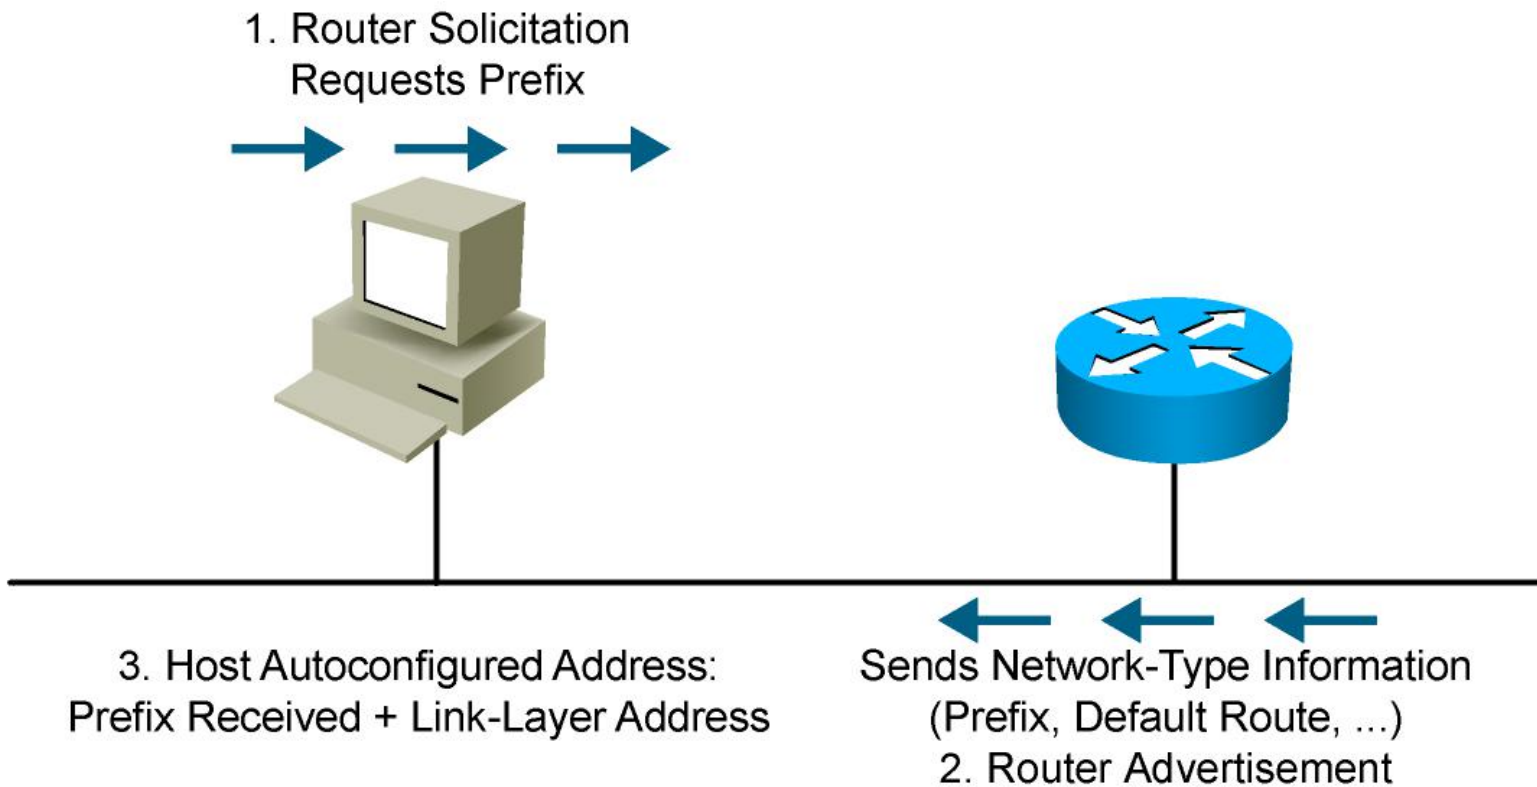 1. Router Solicitation
Requests Prefix
3. Host Autoconfigured Address:
Prefix Received + Link-Layer Address
Sends Network-Type Information
(Prefix, Default Route, ...)
2. Router Advertisement